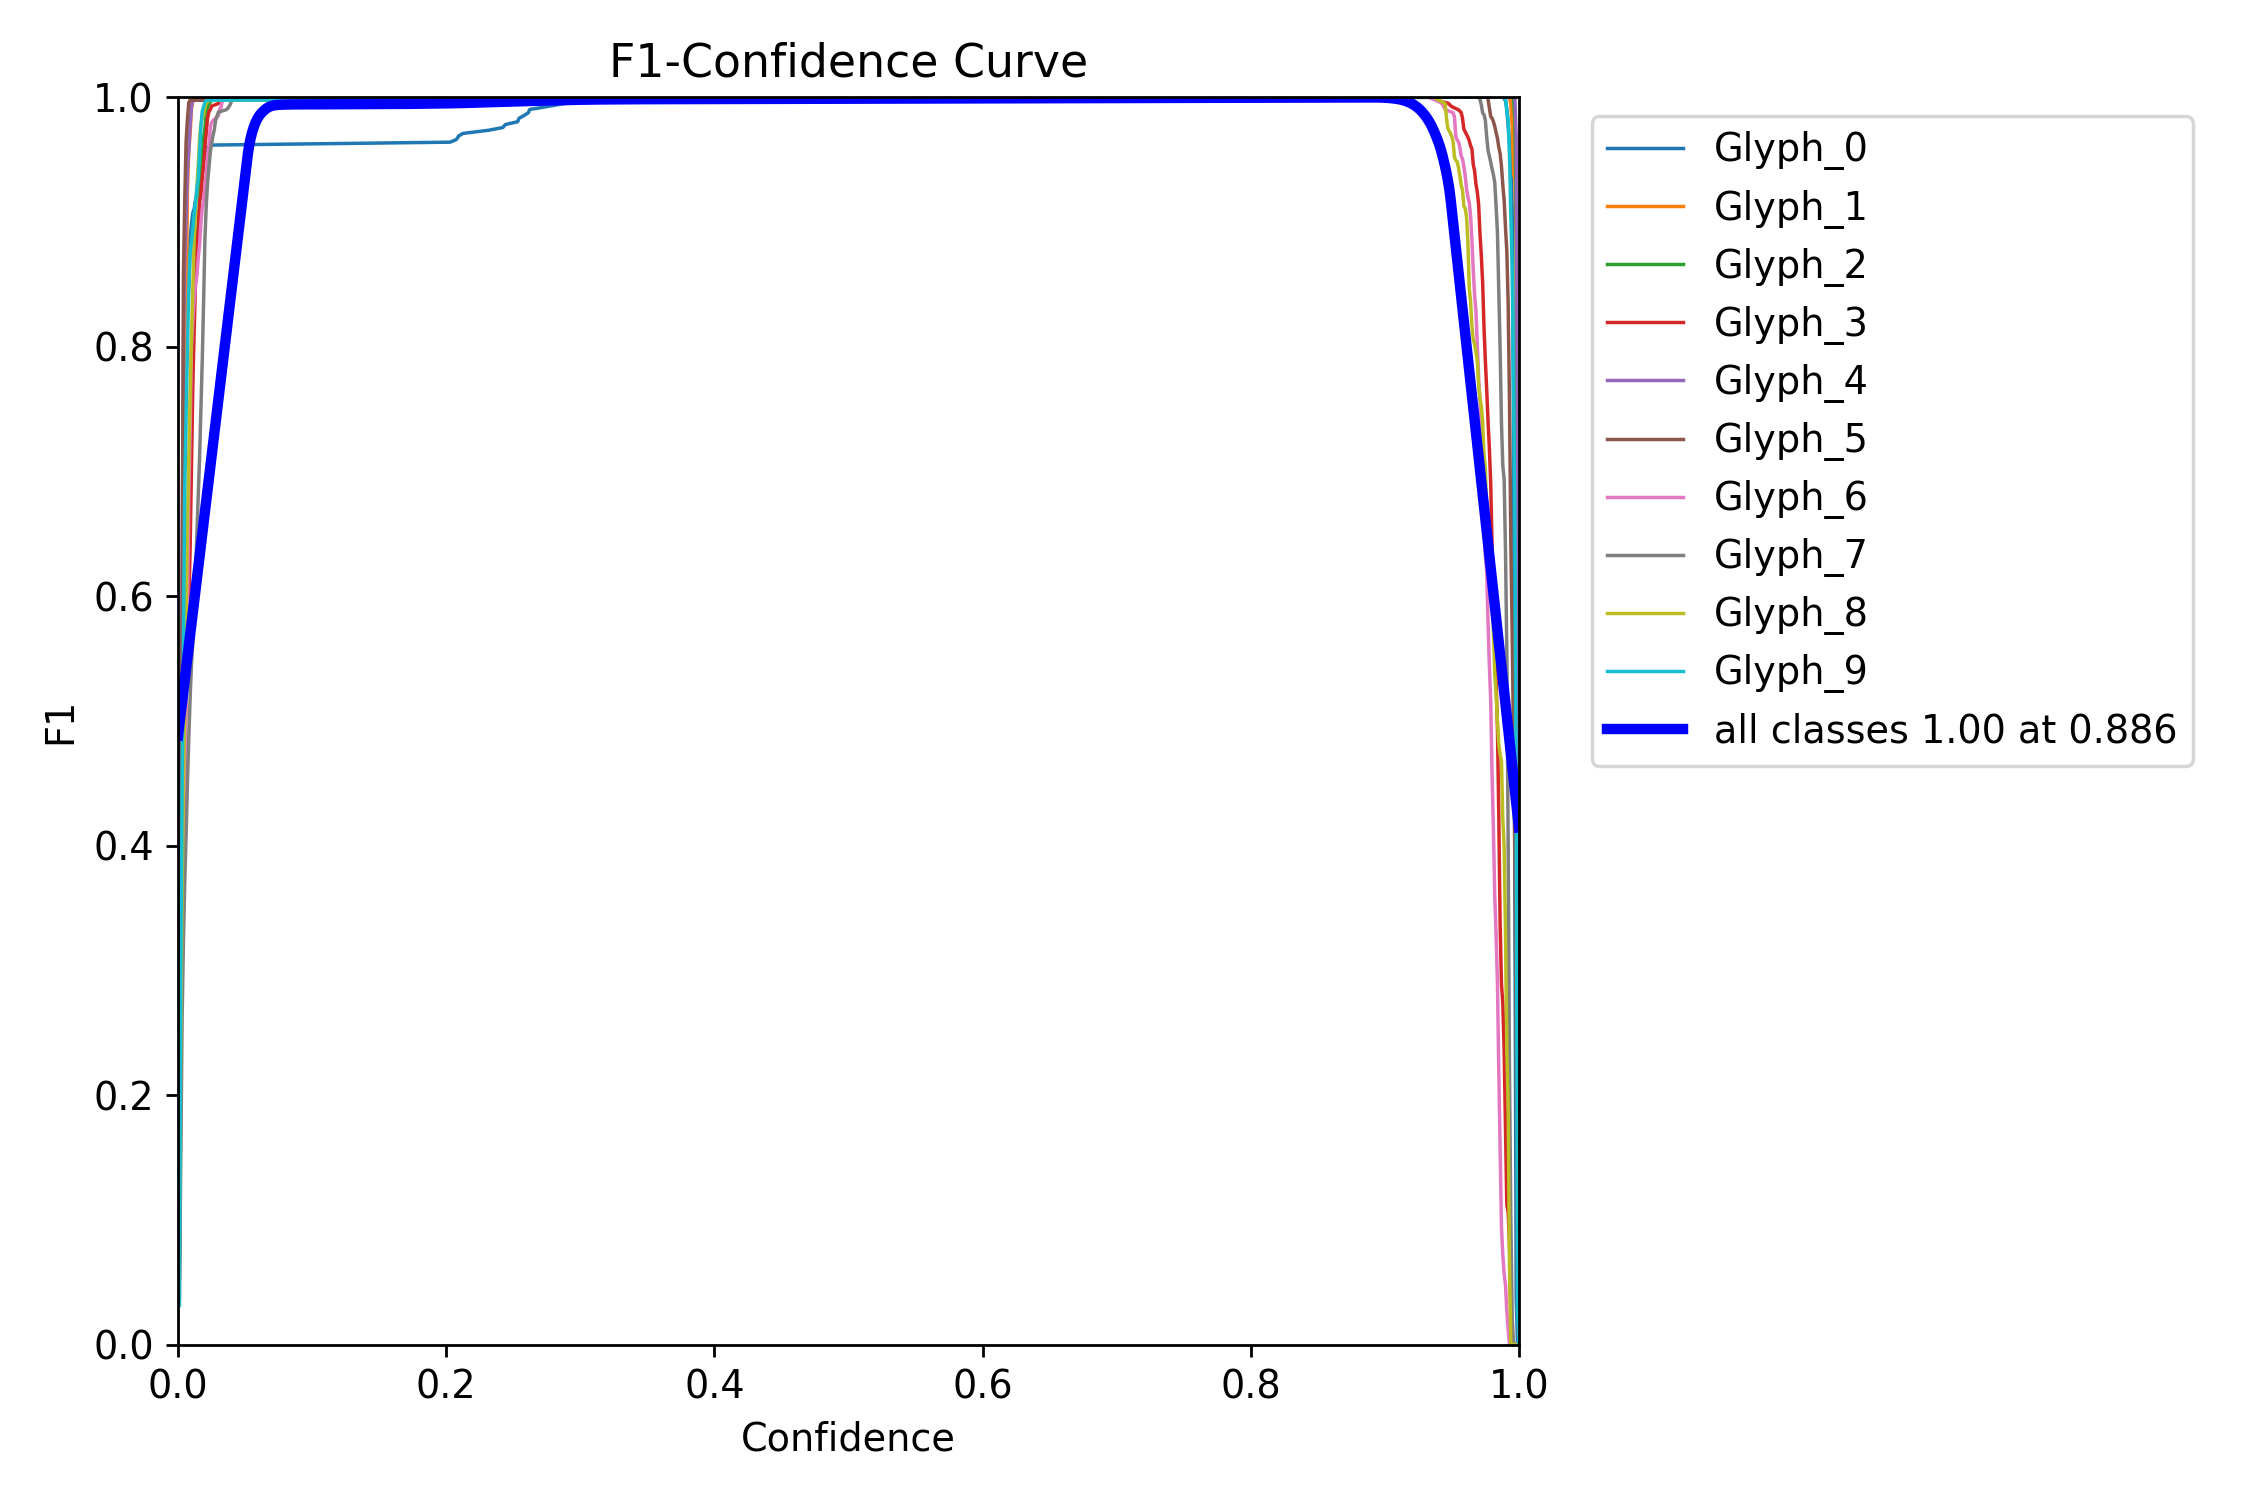 F1-Confidence Curve
1.0
0.8
0.6
0.4
0.2
0.0
F1
0.0 0.2 0.4 0.6 0.8 1.0
Confidence
Glyph_0
Glyph_1
Glyph_2
Glyph_3
Glyph_4
Glyph_5
Glyph_6
Glyph_7
Glyph_8
Glyph_9
all classes 1.00 at 0.886